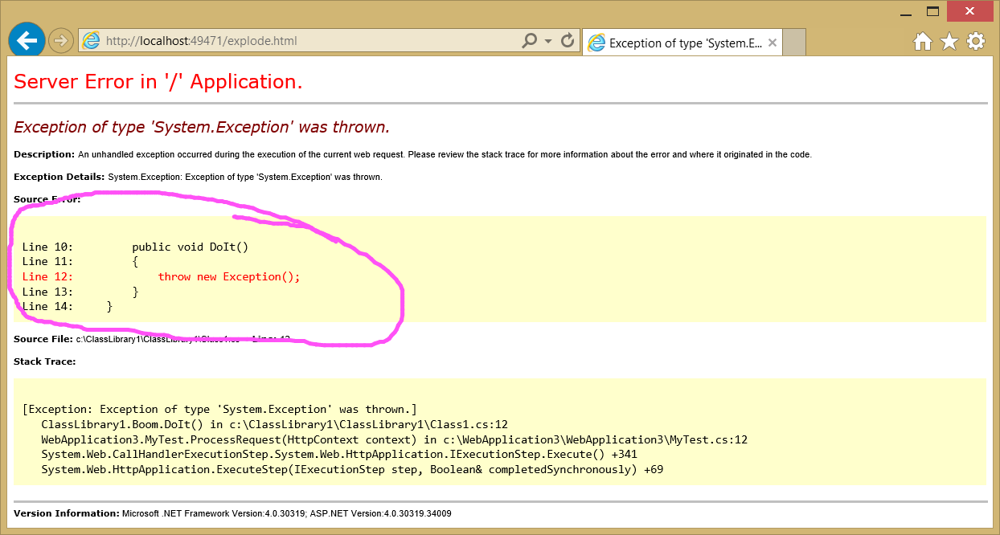 http://localhost:49471/explode.html
Exception of type 'System.E...
Server Error in '/' Application.
Exception of type 'System.Exception' was thrown.
Description: An unhandled exception occurred during the execution of the current web request. Please review the stack trace for more information about the error and where it originated in the code.
Exception Details: System.Exception: Exception of type 'System.Exception' was thrown.
Source Error:
Line 10:         public void DoIt()
Line 11:         {
Line 12:             throw new Exception();
Line 13:         }
Line 14:     }
Source File: c:\ClassLibrary1\ClassLibrary1\Class1.cs    Line: 12
Stack Trace:
[Exception: Exception of type 'System.Exception' was thrown.]
   ClassLibrary1.Boom.DoIt() in c:\ClassLibrary1\ClassLibrary1\Class1.cs:12
   WebApplication3.MyTest.ProcessRequest(HttpContext context) in c:\WebApplication3\WebApplication3\MyTest.cs:12
   System.Web.CallHandlerExecutionStep.System.Web.HttpApplication.IExecutionStep.Execute() +341
   System.Web.HttpApplication.ExecuteStep(IExecutionStep step, Boolean& completedSynchronously) +69
Version Information: Microsoft .NET Framework Version:4.0.30319; ASP.NET Version:4.0.30319.34009